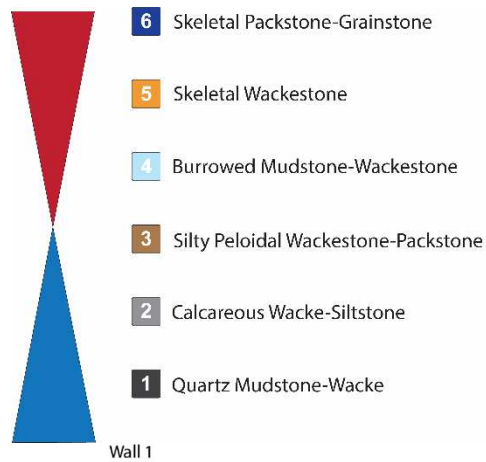 6 Skeletal Packstone-Grainstone
5 Skeletal Wackestone
4 Burrowed Mudstone-Wackestone
3 Silty Peloidal Wackestone-Packstone
2 Calcareous Wacke-Siltstone
1 Quartz Mudstone-Wacke
Wall 1